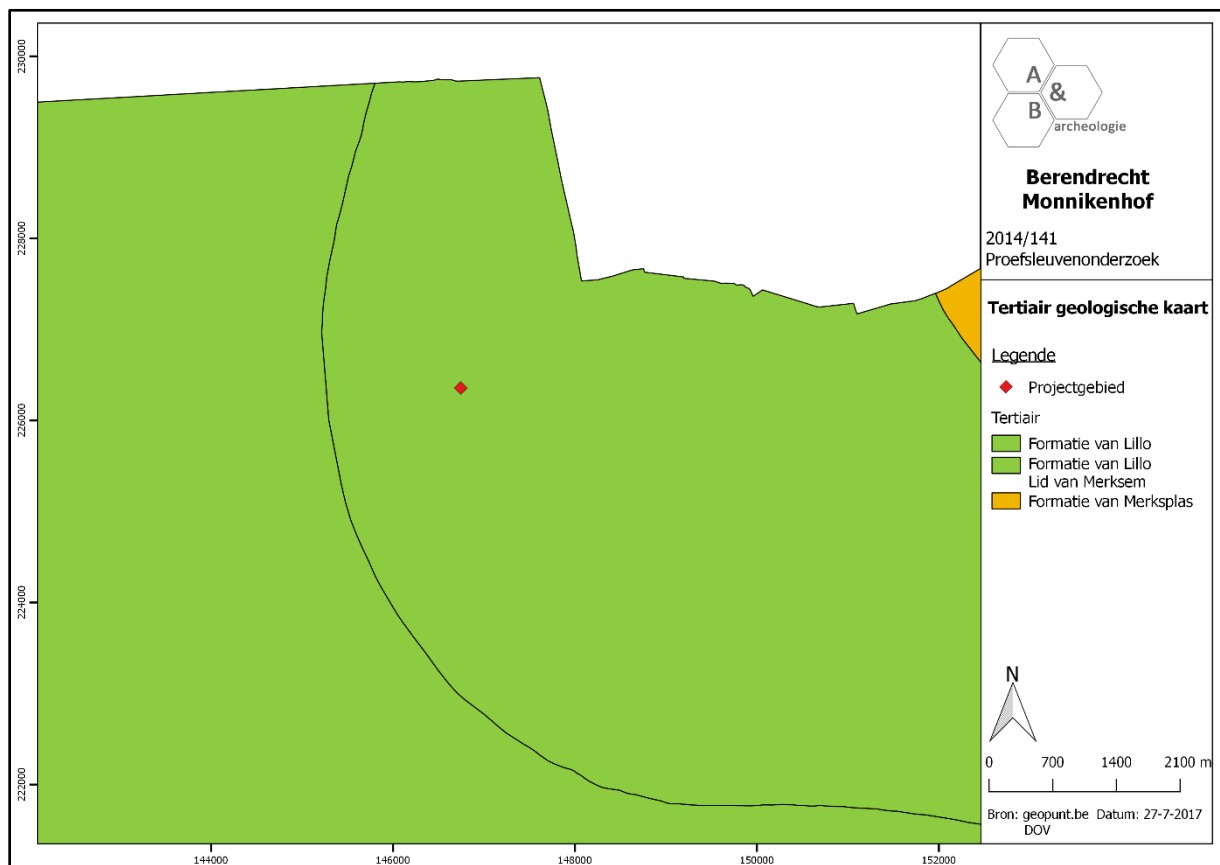 230000
228000
226000
224000
222000
144000
146000
148000
150000
152000
A
&
B
archeologie
Berendrecht
Monnikenhof
2014/141
Proefsleuvenonderzoek
Tertiair geologische kaart
Legende
Projectgebied
Tertiair
Formatie van Lillo
Formatie van Lillo
Lid van Merksem
Formatie van Merksplas
N
0 700 1400 2100 m
Bron: geopunt.be Datum: 27-7-2017
DOV